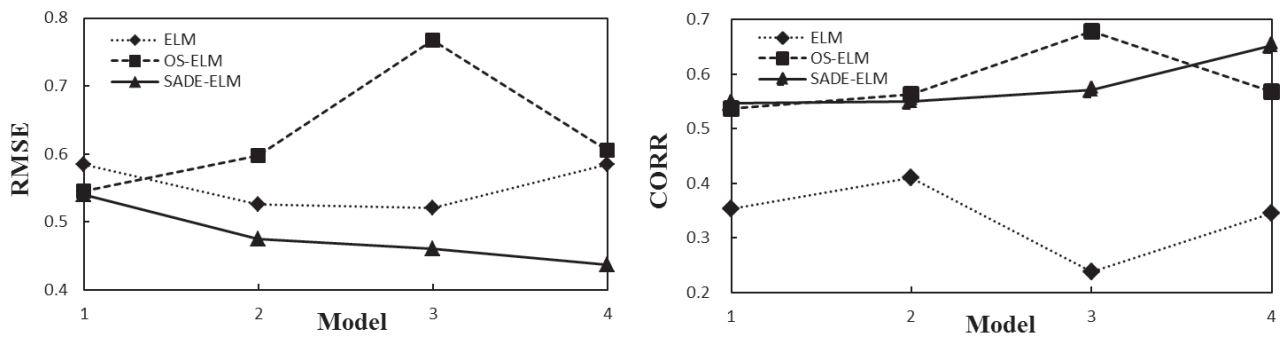 0.8
0.7
0.6
0.5
0.4
RMSE
ELM
OS-ELM
SADE-ELM
1
2
3
4
Model
0.7
0.6
0.5
0.4
0.3
0.2
CORR
ELM
OS-ELM
SADE-ELM
1
2
3
4
Model